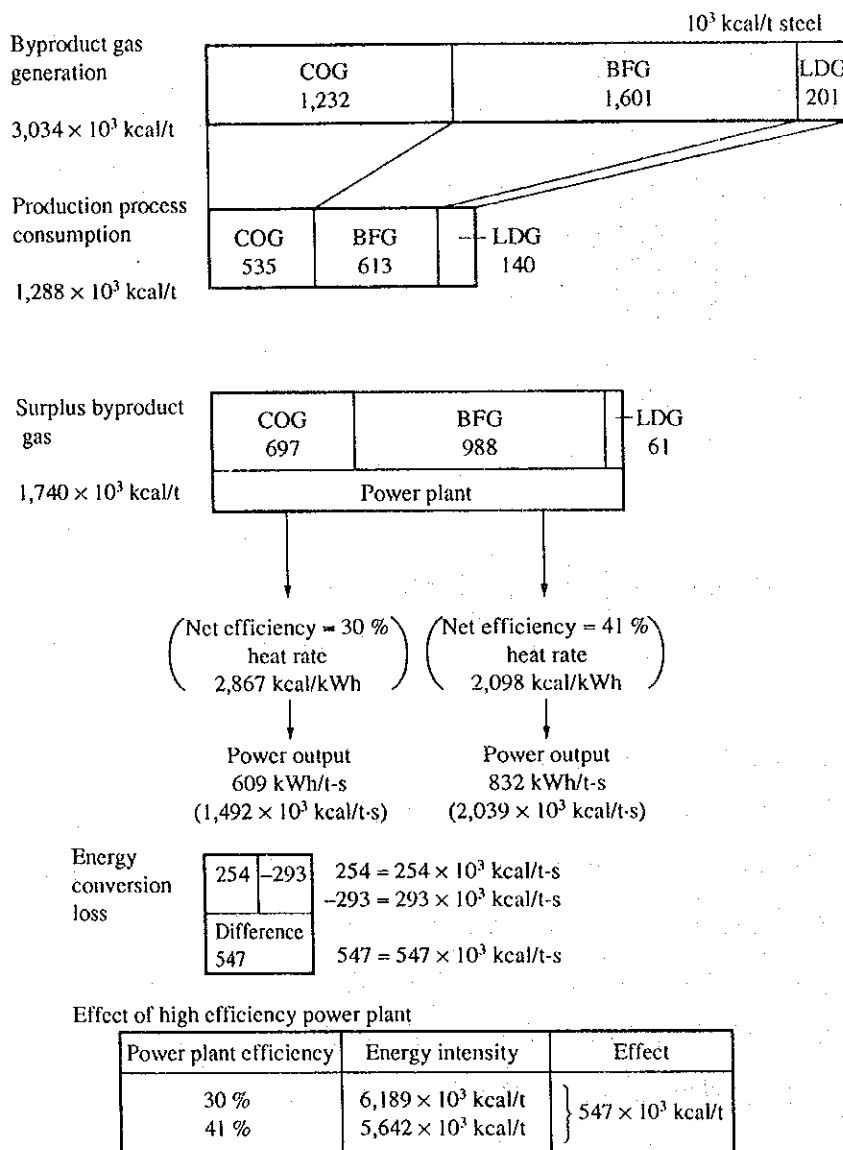 10³ kcal/t steel
Byproduct gas
generation
3,034 × 10³ kcal/t
COG
1,232
BFG
1,601
LDG
201
Production process
consumption
1,288 × 10³ kcal/t
COG
535
BFG
613
LDG
140
Surplus byproduct
gas
1,740 × 10³ kcal/t
COG
697
BFG
988
LDG
61
Power plant
(Net efficiency = 30 %
heat rate
2,867 kcal/kWh)
(Net efficiency = 41 %
heat rate
2,098 kcal/kWh)
Power output
609 kWh/t-s
(1,492 × 10³ kcal/t·s)
Power output
832 kWh/t-s
(2,039 × 10³ kcal/t·s)
Energy
conversion
loss
254 –293
Difference
547
254 = 254 × 10³ kcal/t-s
–293 = 293 × 10³ kcal/t-s
547 = 547 × 10³ kcal/t-s
Effect of high efficiency power plant
Power plant efficiency Energy intensity Effect
30 % 6,189 × 10³ kcal/t
41 % 5,642 × 10³ kcal/t
} 547 × 10³ kcal/t